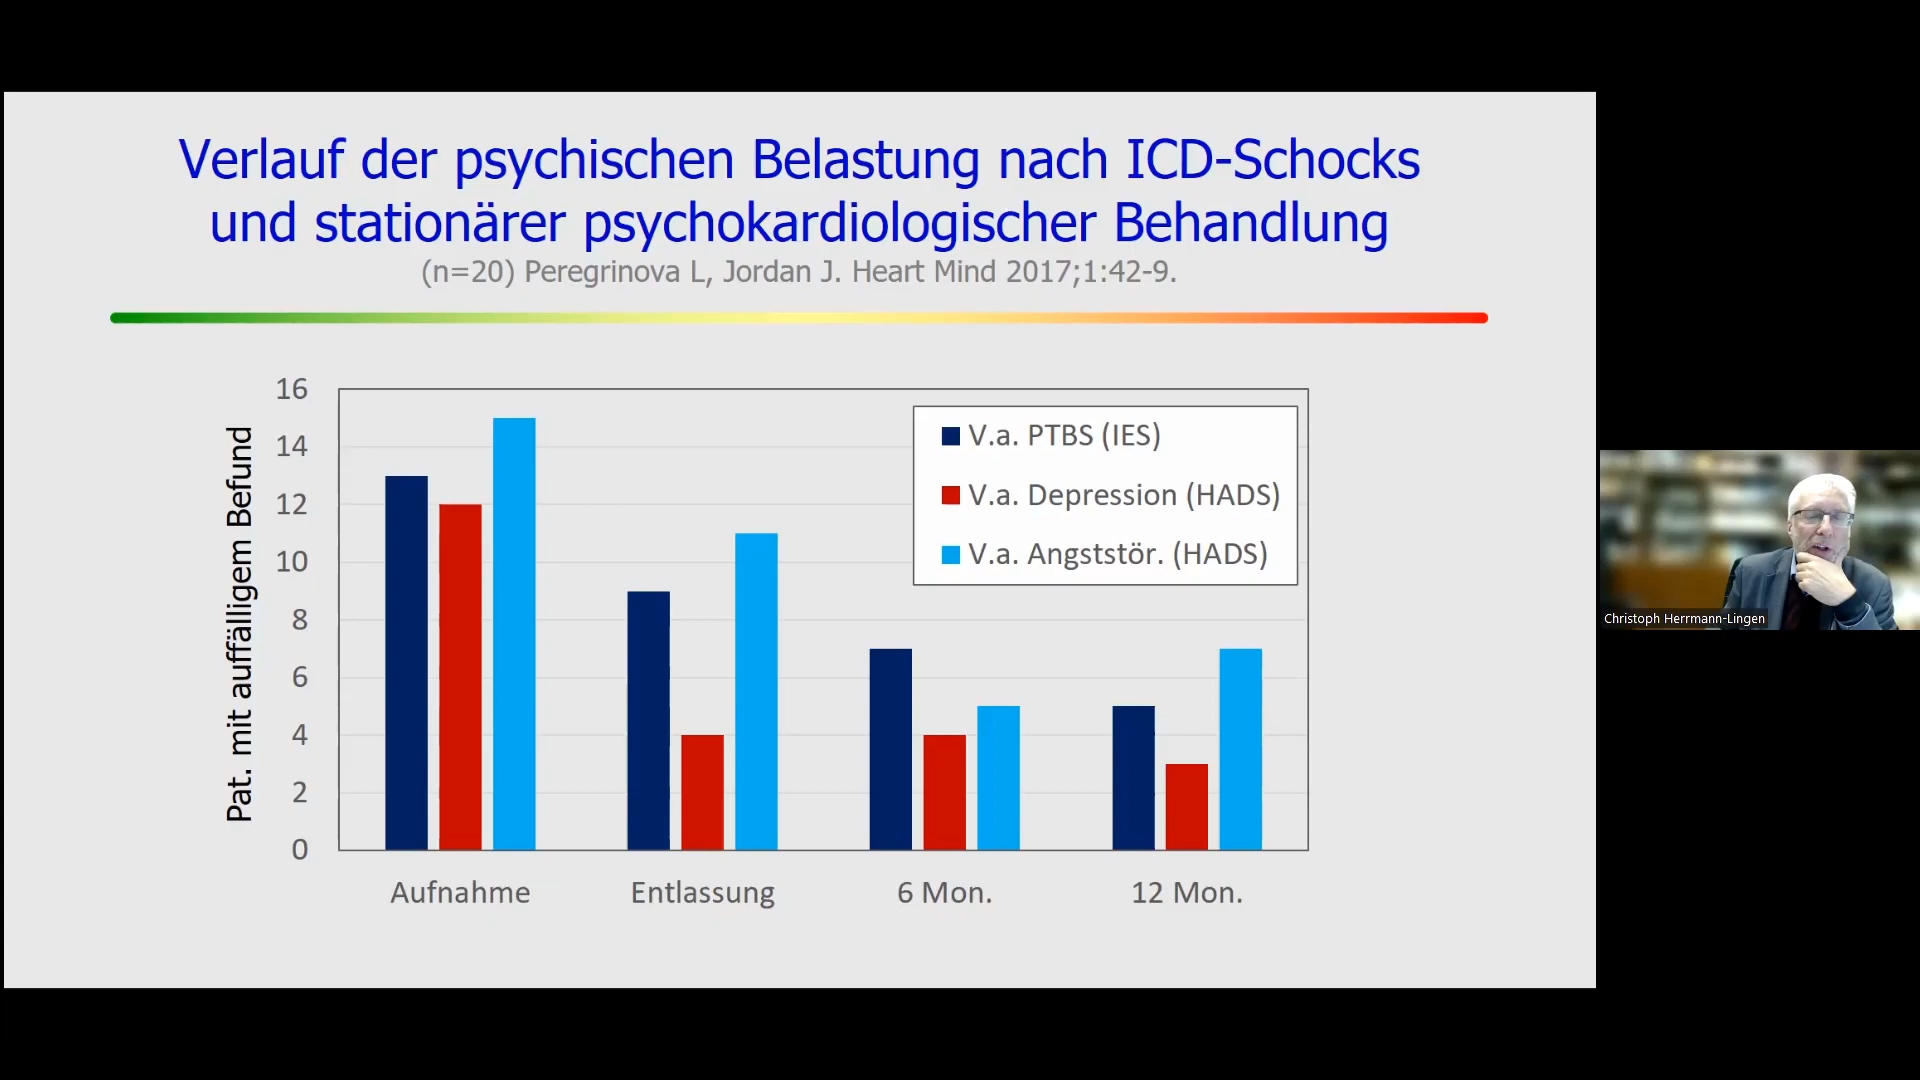 Verlauf der psychischen Belastung nach ICD-Schocks
und stationärer psychokardiologischer Behandlung
(n=20) Peregrinova L, Jordan J. Heart Mind 2017;1:42-9.
Pat. mit auffälligem Befund
16
14
12
10
8
6
4
2
0
V.a. PTBS (IES)
V.a. Depression (HADS)
V.a. Angststör. (HADS)
Aufnahme
Entlassung
6 Mon.
12 Mon.
Christoph Herrmann-Lingen